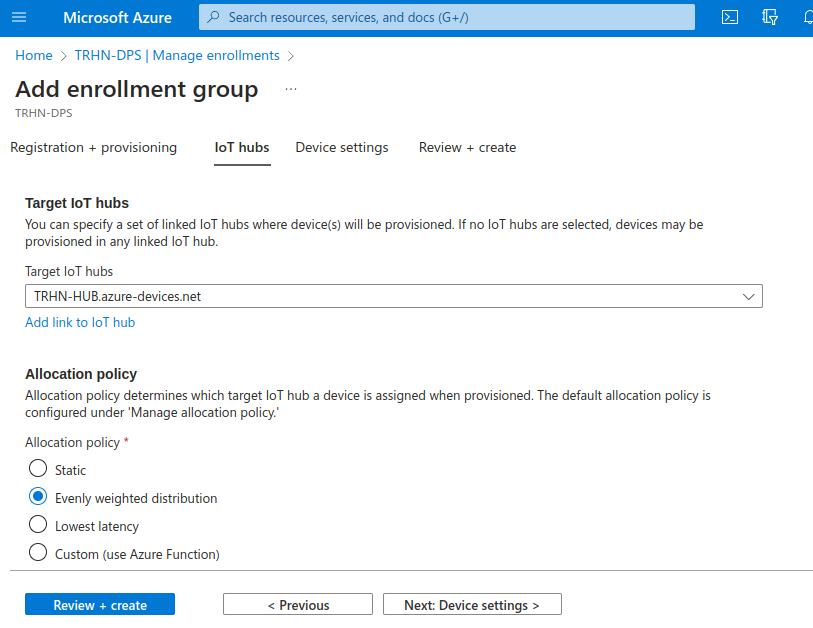 Microsoft Azure
Search resources, services, and docs (G+/)
Home > TRHN-DPS | Manage enrollments >
Add enrollment group ...
TRHN-DPS
Registration + provisioning IoT hubs Device settings Review + create
Target IoT hubs
You can specify a set of linked IoT hubs where device(s) will be provisioned. If no IoT hubs are selected, devices may be
provisioned in any linked IoT hub.
Target IoT hubs
TRHN-HUB.azure-devices.net
Add link to IoT hub
Allocation policy
Allocation policy determines which target IoT hub a device is assigned when provisioned. The default allocation policy is
configured under 'Manage allocation policy.'
Allocation policy *
Static
Evenly weighted distribution
Lowest latency
Custom (use Azure Function)
Review + create < Previous Next: Device settings >